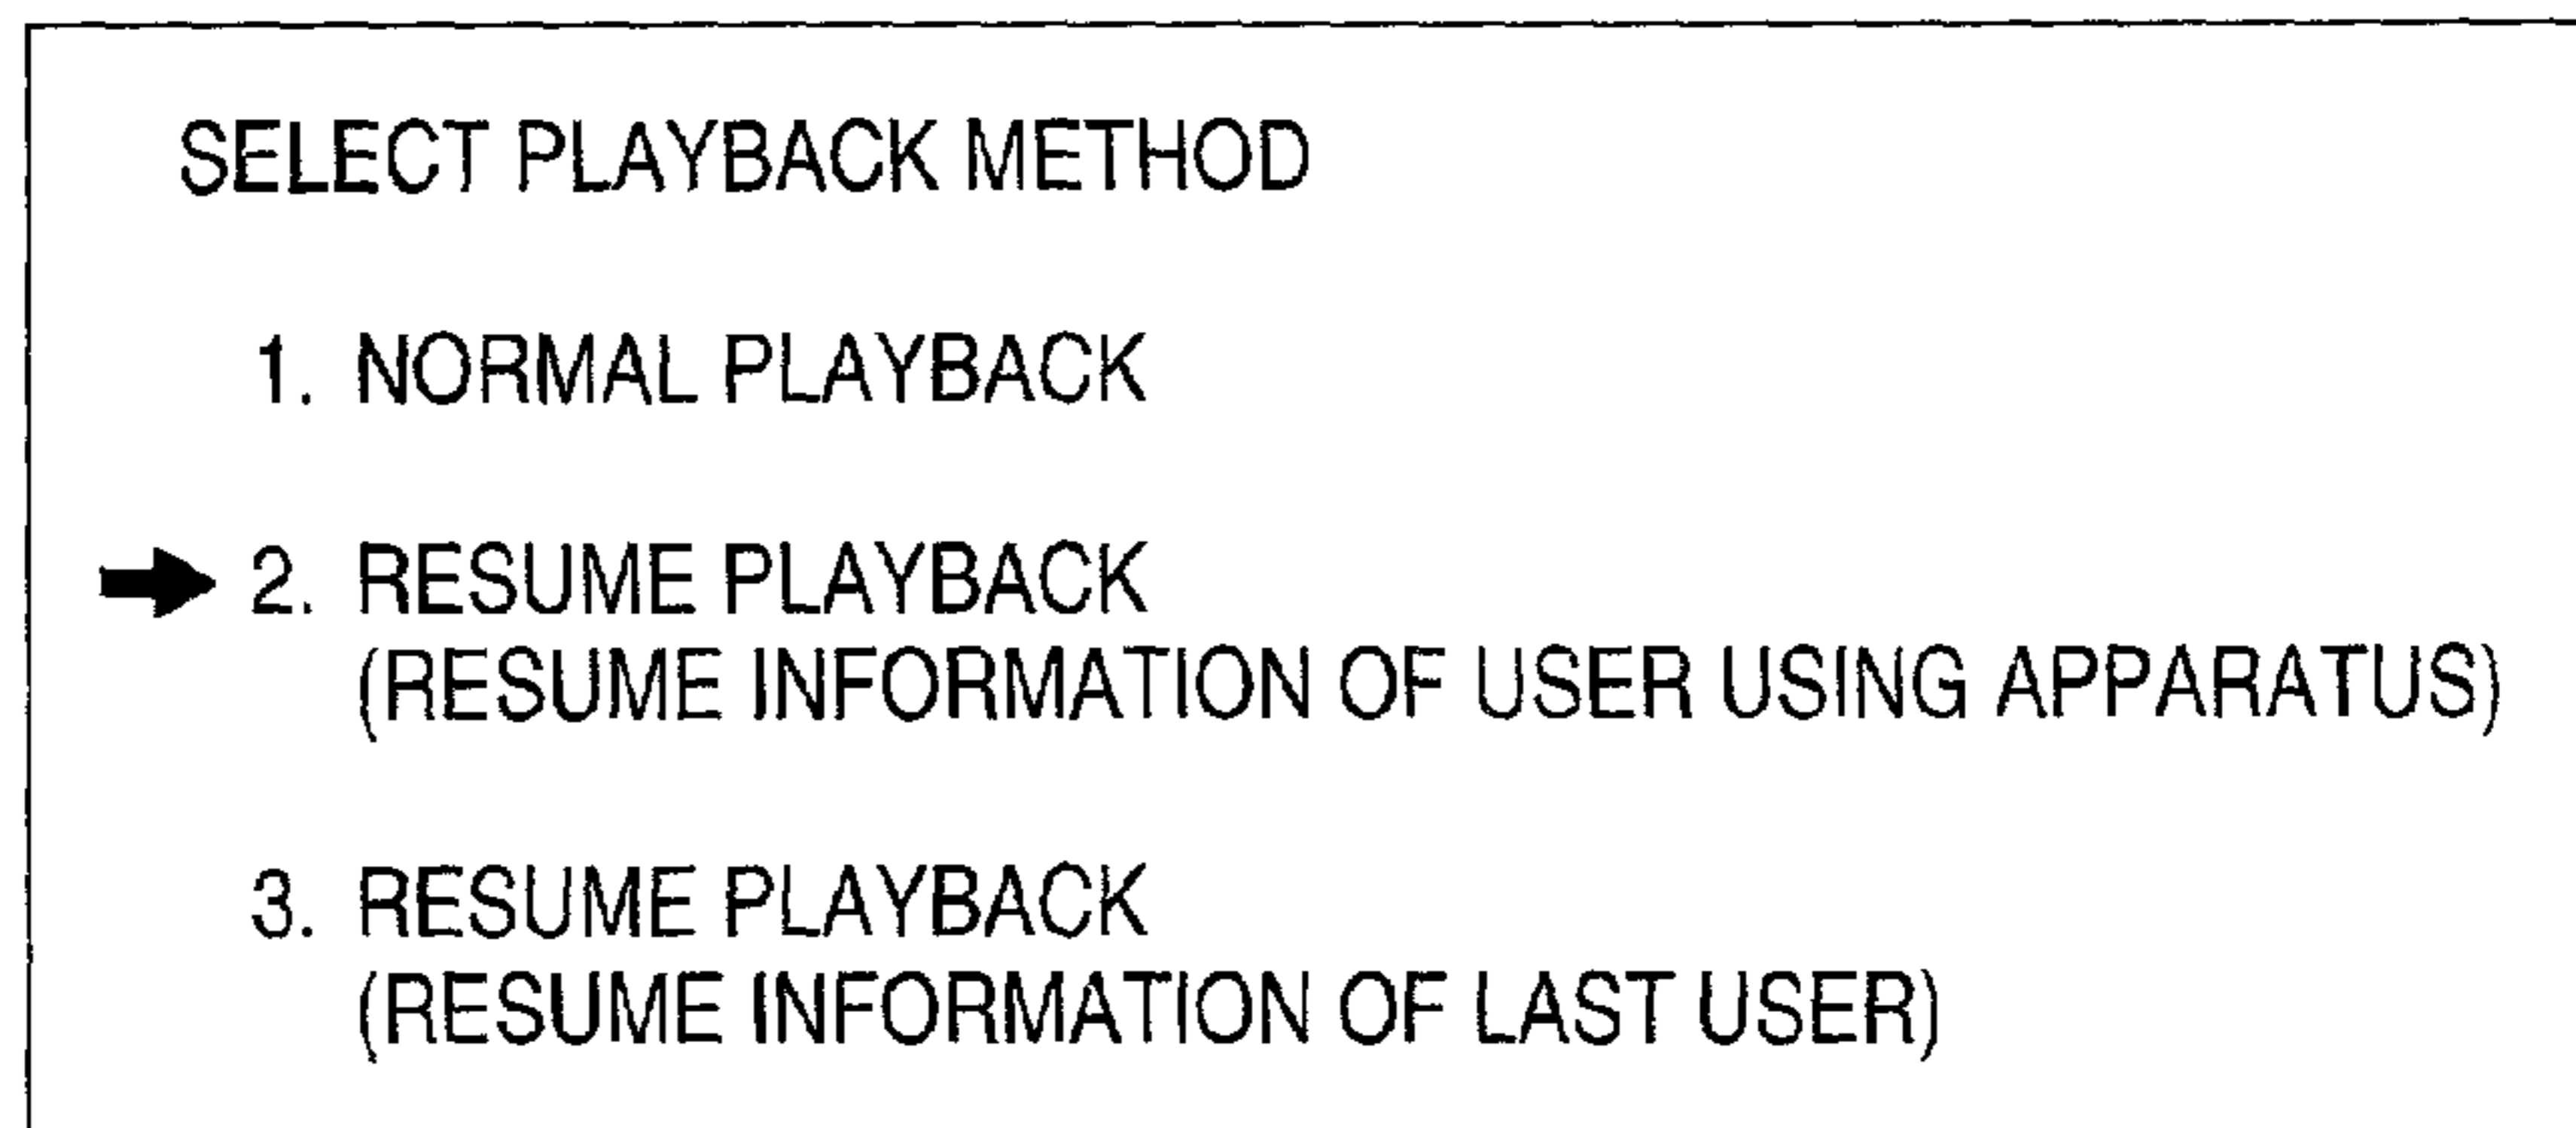 SELECT PLAYBACK METHOD
1. NORMAL PLAYBACK
2. RESUME PLAYBACK
(RESUME INFORMATION OF USER USING APPARATUS)
3. RESUME PLAYBACK
(RESUME INFORMATION OF LAST USER)